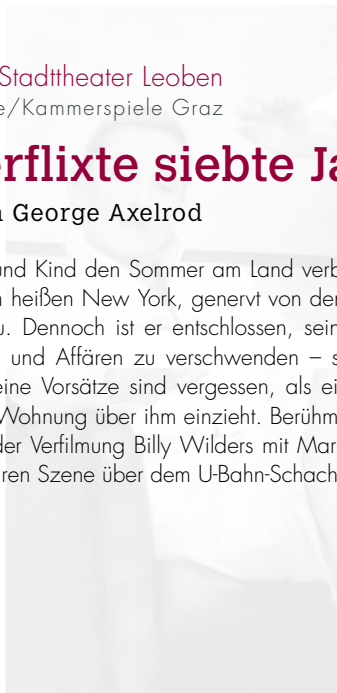 Stadttheater Leoben
e/Kammerspiele Graz
erflixte siebte Ja
n George Axelrod
und Kind den Sommer am Land verb
n heißen New York, genervt von der
u. Dennoch ist er entschlossen, sein
und Affären zu verschwenden – s
eine Vorsätze sind vergessen, als ei
Wohnung über ihm einzieht. Berühm
der Verfilmung Billy Wilders mit Mar
ren Szene über dem U-Bahn-Schach